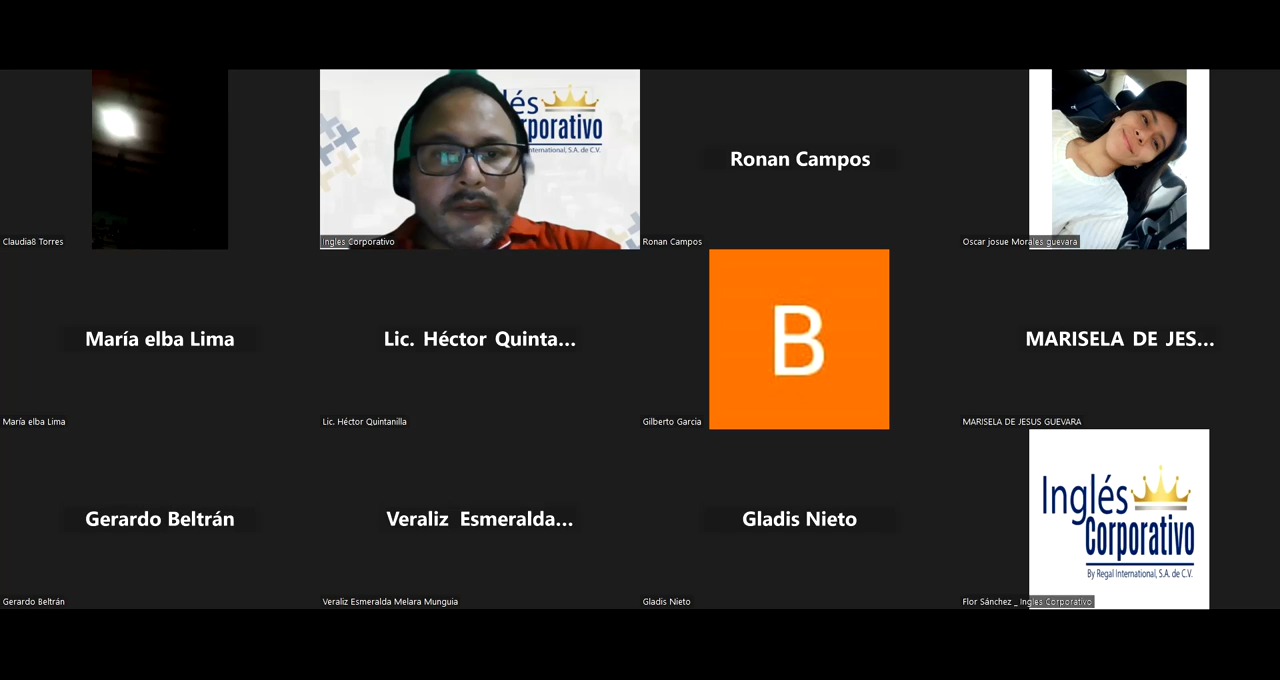 Claudia8 Torres
lés
rporativo
nternational, S.A. de C.V.
Ingles Corporativo
Ronan Campos
Ronan Campos
Oscar josue Morales guevara
María elba Lima
María elba Lima
Lic. Héctor Quinta...
Lic. Héctor Quintanilla
B
Gilberto Garcia
MARISELA DE JES...
MARISELA DE JESUS GUEVARA
Gerardo Beltrán
Gerardo Beltrán
Veraliz Esmeralda...
Veraliz Esmeralda Melara Munguia
Gladis Nieto
Gladis Nieto
Inglés
Corporativo
By Regal International, S.A. de C.V.
Flor Sánchez _ Ingles Corporativo